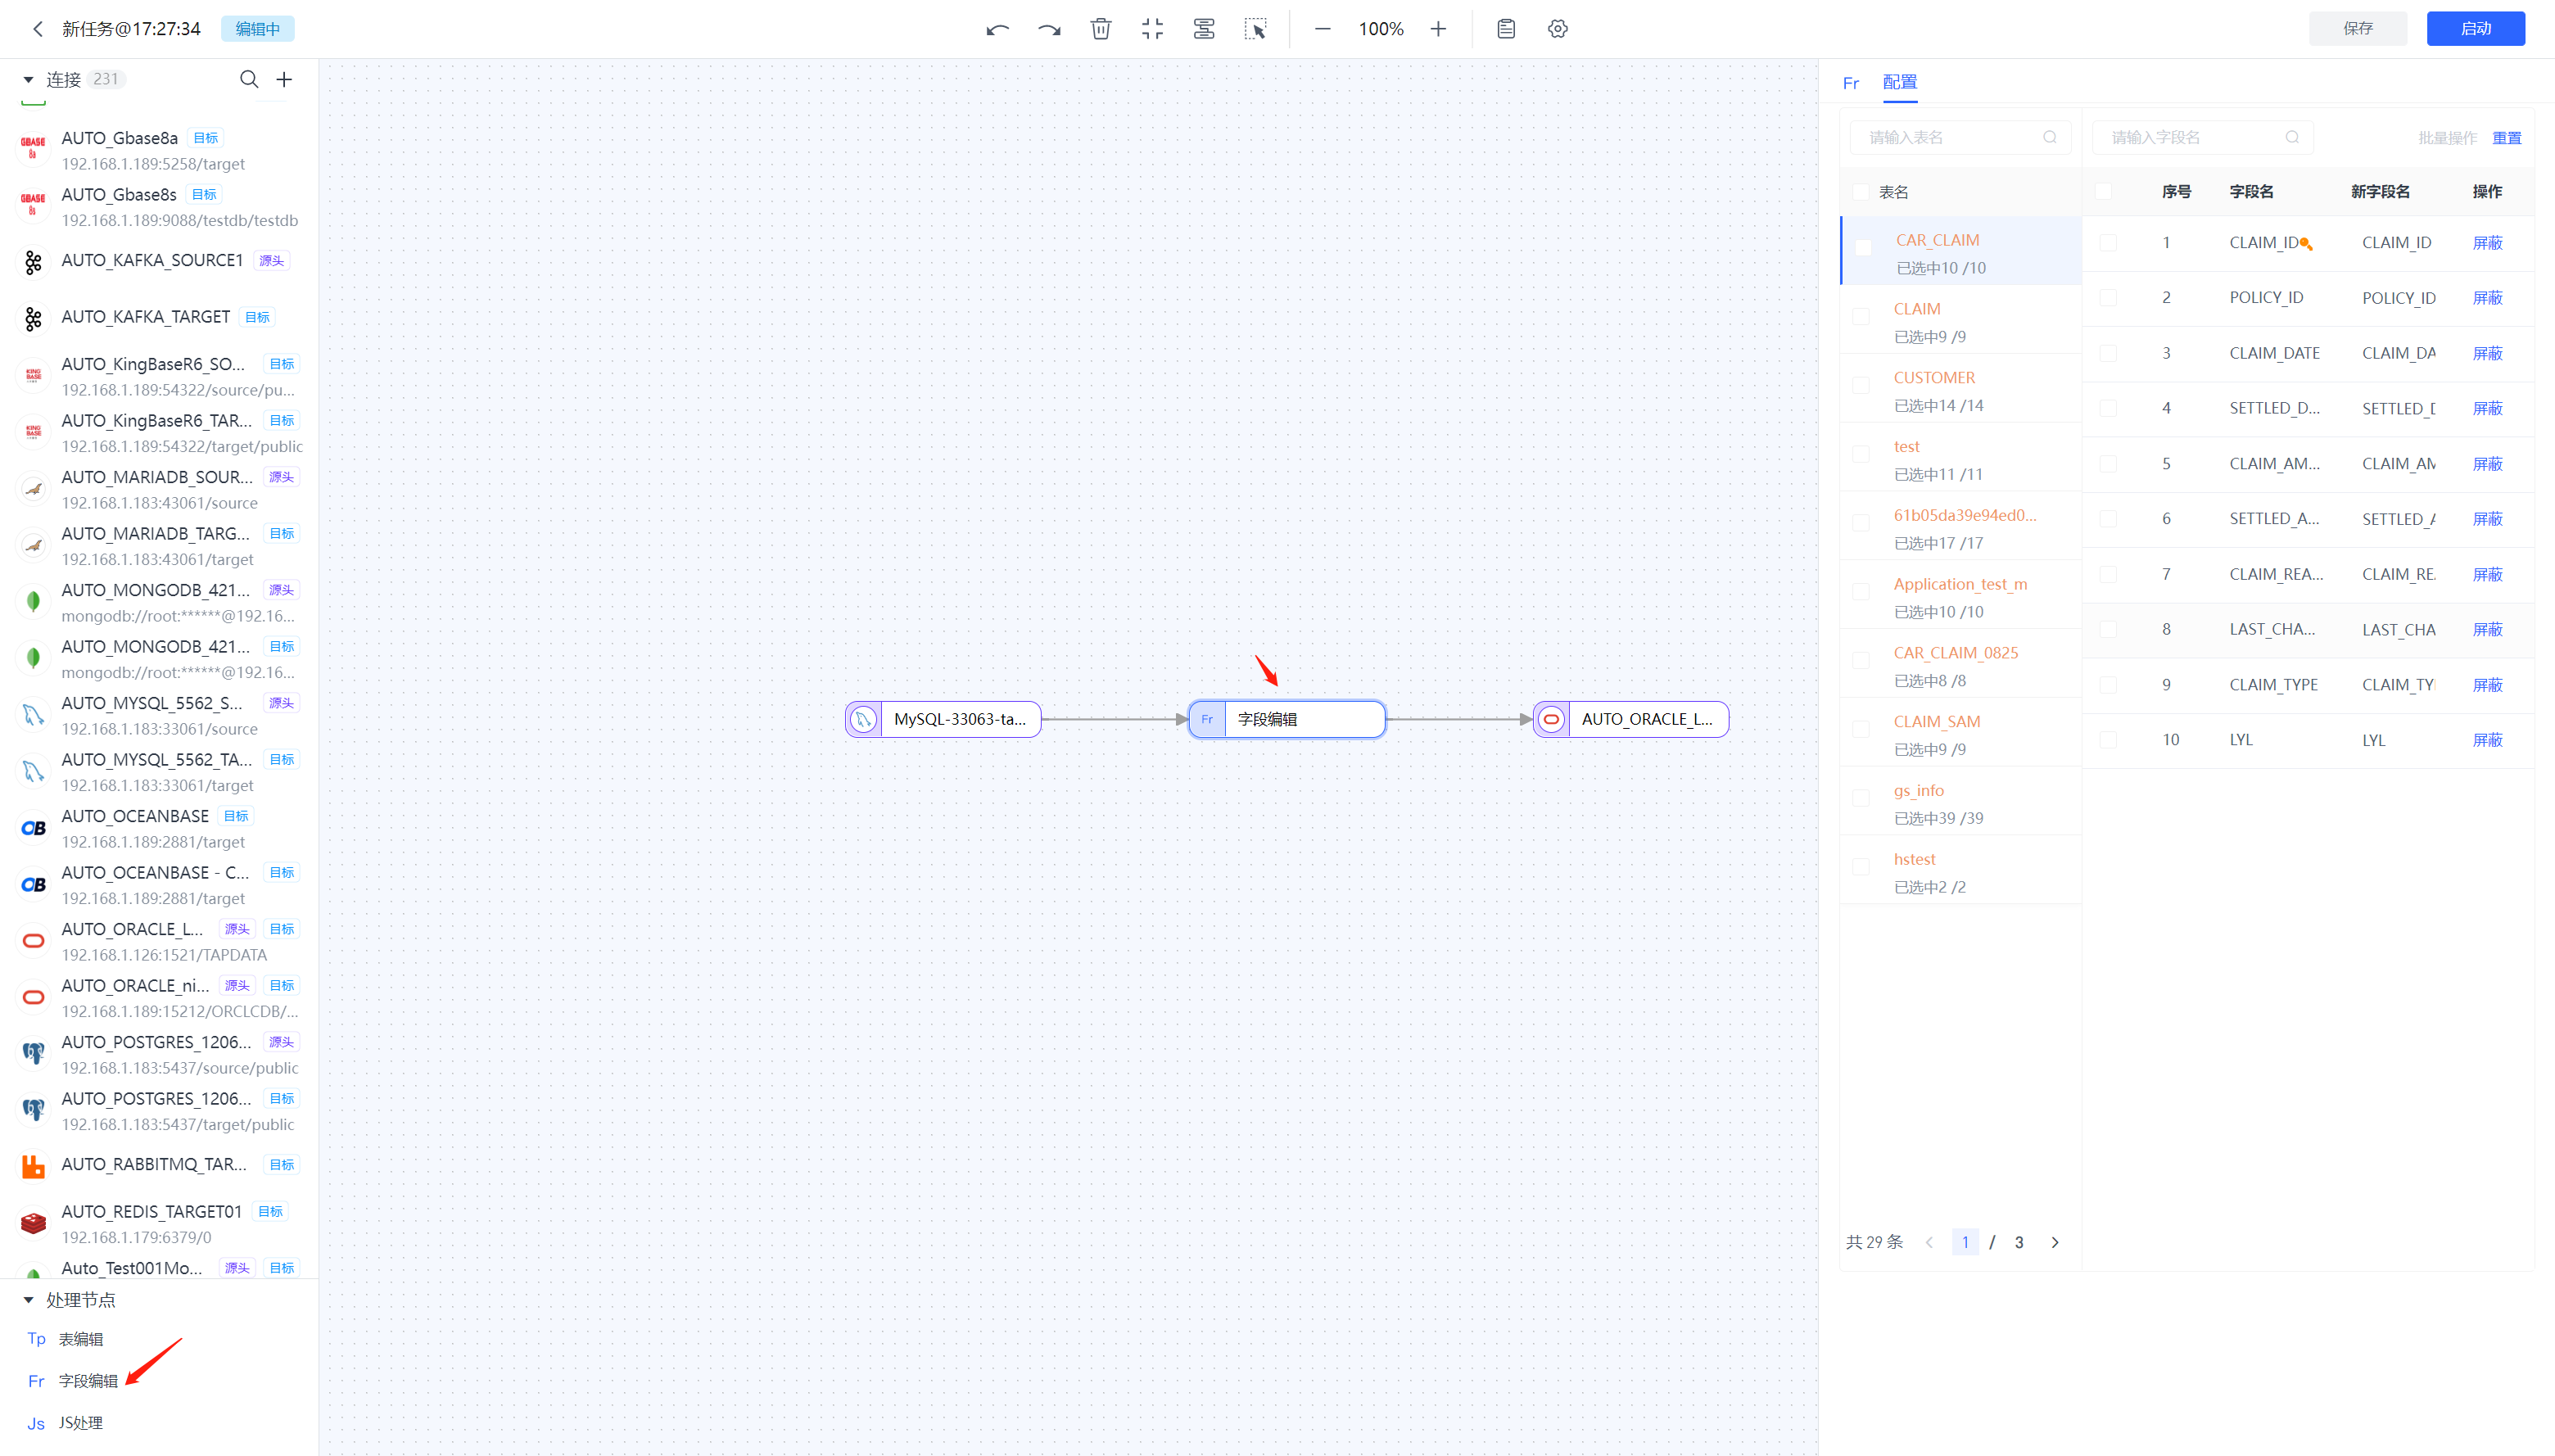 新任务@17:27:34 编辑中 100% 保存 启动
连接 231
AUTO_Gbase8a 目标
192.168.1.189:5258/target
AUTO_Gbase8s 目标
192.168.1.189:9088/testdb/testdb
AUTO_KAFKA_SOURCE1 源头
AUTO_KAFKA_TARGET 目标
AUTO_KingBaseR6_SO... 目标
192.168.1.189:54322/source/pu...
AUTO_KingBaseR6_TAR... 目标
192.168.1.189:54322/target/public
AUTO_MARIADB_SOUR... 源头
192.168.1.183:43061/source
AUTO_MARIADB_TARG... 目标
192.168.1.183:43061/target
AUTO_MONGODB_421... 源头
mongodb://root:******@192.16...
AUTO_MONGODB_421... 目标
mongodb://root:******@192.16...
AUTO_MYSQL_5562_S... 源头
192.168.1.183:33061/source
AUTO_MYSQL_5562_TA... 目标
192.168.1.183:33061/target
AUTO_OCEANBASE 目标
192.168.1.189:2881/target
AUTO_OCEANBASE - C... 目标
192.168.1.189:2881/target
AUTO_ORACLE_L... 源头 目标
192.168.1.126:1521/TAPDATA
AUTO_ORACLE_ni... 源头 目标
192.168.1.189:15212/ORCLCDB/...
AUTO_POSTGRES_1206... 源头
192.168.1.183:5437/source/public
AUTO_POSTGRES_1206... 目标
192.168.1.183:5437/target/public
AUTO_RABBITMQ_TAR... 目标
AUTO_REDIS_TARGET01 目标
192.168.1.179:6379/0
Auto_Test001Mo... 源头 目标
处理节点
Tp 表编辑
Fr 字段编辑
Js JS处理
MySQL-33063-ta... Fr 字段编辑 AUTO_ORACLE_L...
Fr 配置
请输入表名 请输入字段名 批量操作 重置
表名
CAR_CLAIM
已选中10 /10
CLAIM
已选中9 /9
CUSTOMER
已选中14 /14
test
已选中11 /11
61b05da39e94ed0...
已选中17 /17
Application_test_m
已选中10 /10
CAR_CLAIM_0825
已选中8 /8
CLAIM_SAM
已选中9 /9
gs_info
已选中39 /39
hstest
已选中2 /2
共 29 条 1 / 3
序号 字段名 新字段名 操作
1 CLAIM_ID CLAIM_ID 屏蔽
2 POLICY_ID POLICY_ID 屏蔽
3 CLAIM_DATE CLAIM_DA 屏蔽
4 SETTLED_D... SETTLED_ 屏蔽
5 CLAIM_AM... CLAIM_AM 屏蔽
6 SETTLED_A... SETTLED_A 屏蔽
7 CLAIM_REA... CLAIM_RE. 屏蔽
8 LAST_CHA... LAST_CHA 屏蔽
9 CLAIM_TYPE CLAIM_TY 屏蔽
10 LYL LYL 屏蔽